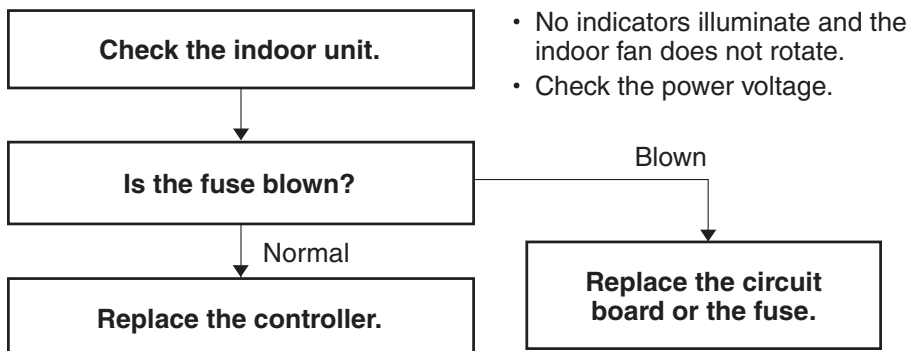 Check the indoor unit.
• No indicators illuminate and the
indoor fan does not rotate.
• Check the power voltage.
Is the fuse blown?
Blown
Normal
Replace the circuit
board or the fuse.
Replace the controller.